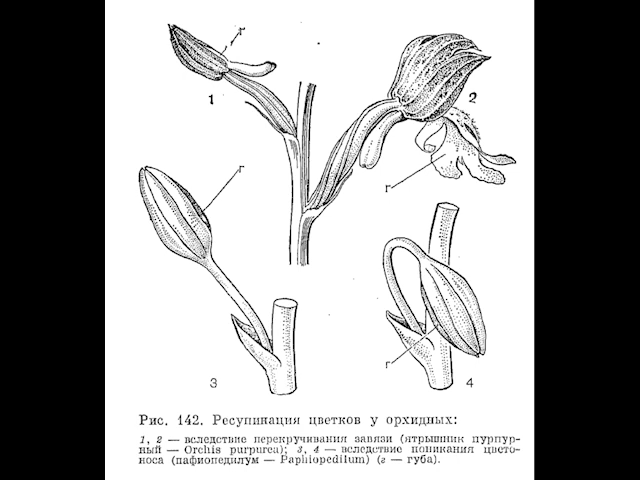 г
1
2
г
г
г
3
4
Рис. 142. Ресупинация цветков у орхидных:
1, 2 — вследствие перекручивания завязи (ятрышник пурпур-
ный — Orchis purpurea); 3, 4 — вследствие поникания цвето-
носа (пафиопедилум — Paphiopedilum) (г — губа).